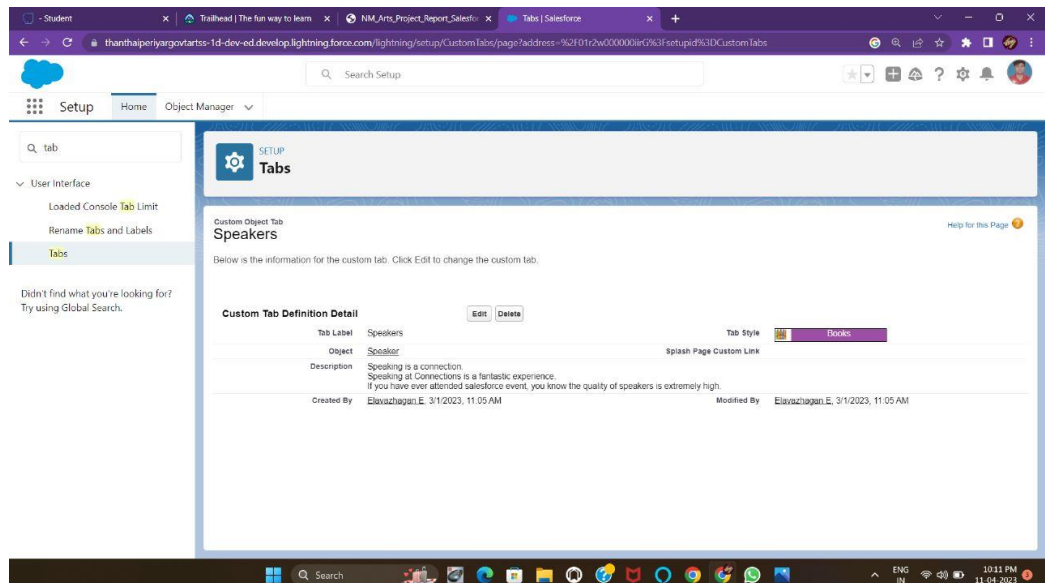 - Student
Trailhead | The fun way to learn
NM_Arts_Project_Report_Salesfor
Tabs | Salesforce
thanthaiperiyargovtartss-1d-dev-ed.develop.lightning.force.com/lightning/setup/CustomTabs/page?address=%2F01r2w000000iirG%3Fsetupid%3DCustomTabs
Search Setup
Setup
Home
Object Manager
tab
User Interface
Loaded Console Tab Limit
Rename Tabs and Labels
Tabs
Didn't find what you're looking for?
Try using Global Search.
SETUP
Tabs
Custom Object Tab
Speakers
Help for this Page
Below is the information for the custom tab. Click Edit to change the custom tab.
Custom Tab Definition Detail Edit Delete
Tab Label Speakers Tab Style Books
Object Speaker Splash Page Custom Link
Description Speaking is a connection.
Speaking at Connections is a fantastic experience.
If you have ever attended salesforce event, you know the quality of speakers is extremely high.
Created By Elavazhagan E, 3/1/2023, 11:05 AM Modified By Elavazhagan E, 3/1/2023, 11:05 AM
Search
ENG
IN
10:11 PM
11-04-2023